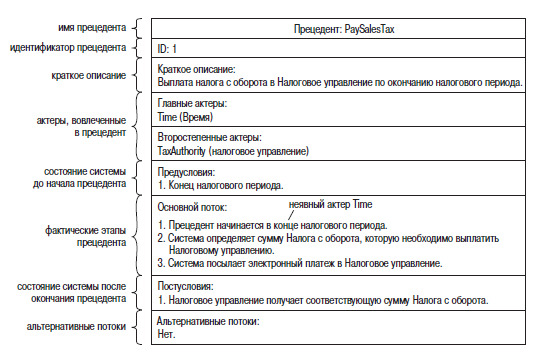 имя прецедента
Прецедент: PaySalesTax
идентификатор прецедента
ID: 1
краткое описание
Краткое описание:
Выплата налога с оборота в Налоговое управление по окончанию налогового периода.
актеры, вовлеченные
в прецедент
Главные актеры:
Time (Время)
Второстепенные актеры:
TaxAuthority (налоговое управление)
состояние системы
до начала прецедента
Предусловия:
1. Конец налогового периода.
фактические этапы
прецедента
Основной поток:
неявный актер Time
1. Прецедент начинается в конце налогового периода.
2. Система определяет сумму Налога с оборота, которую необходимо выплатить
Налоговому управлению.
3. Система посылает электронный платеж в Налоговое управление.
состояние системы после
окончания прецедента
Постусловия:
1. Налоговое управление получает соответствующую сумму Налога с оборота.
альтернативные потоки
Альтернативные потоки:
Нет.